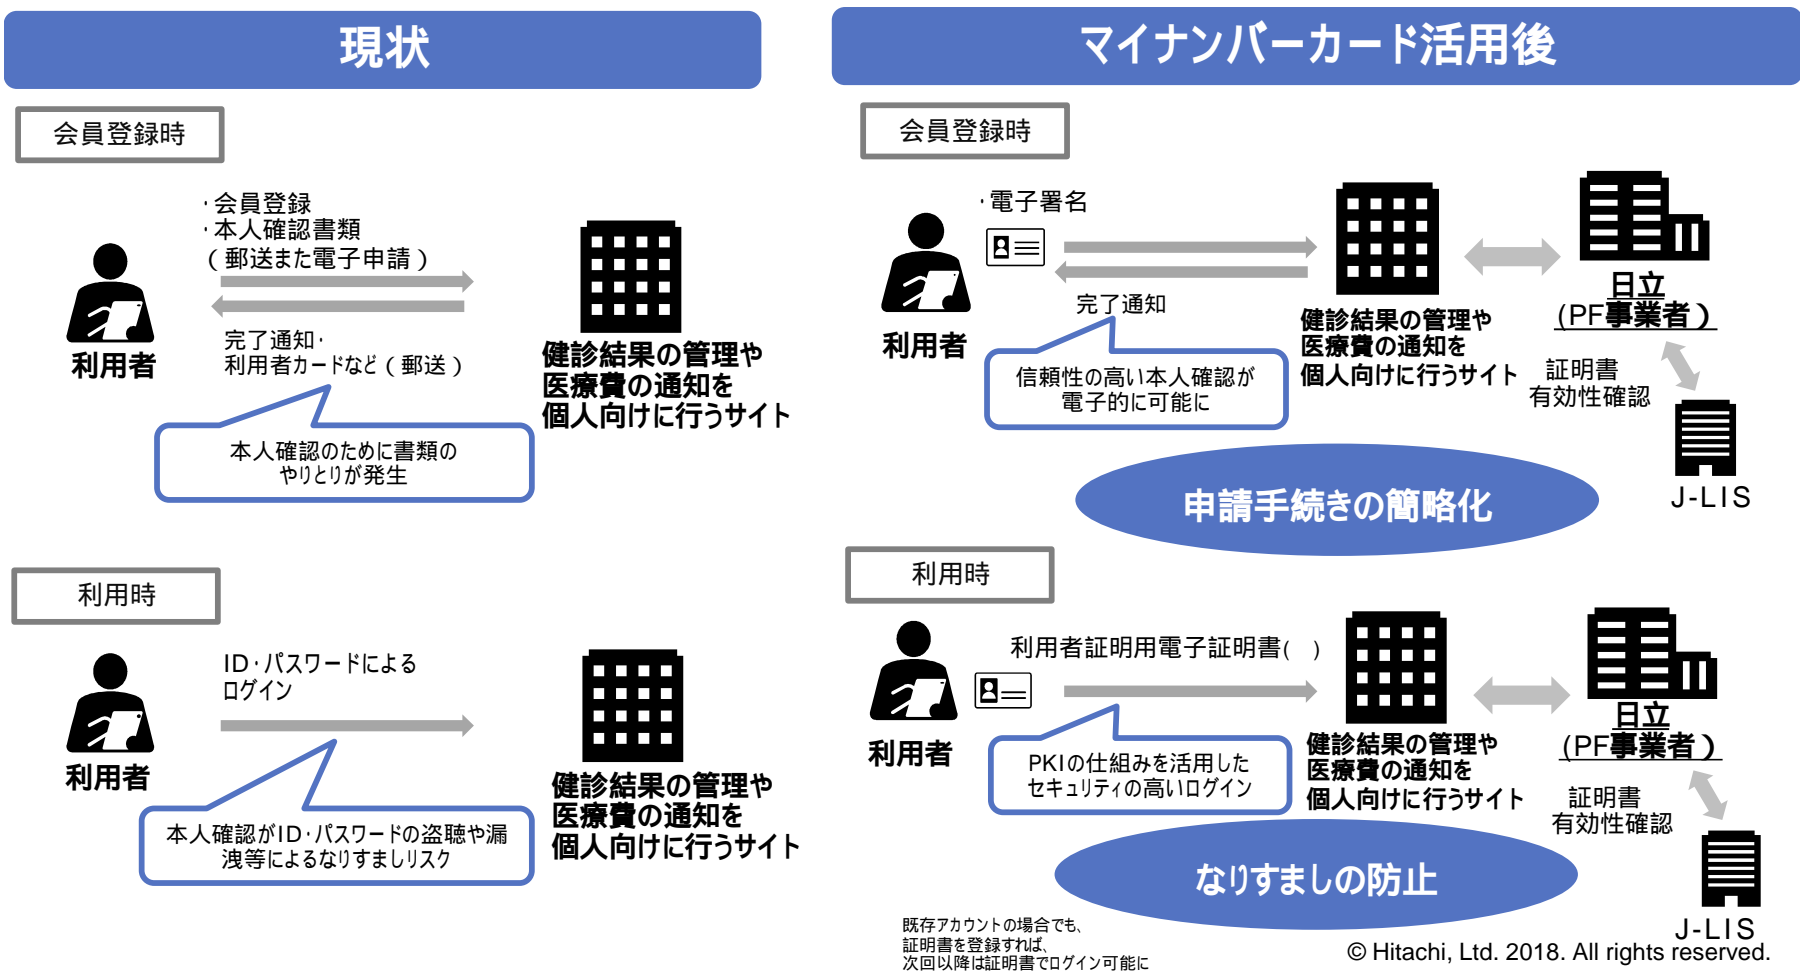 現状
会員登録時
・会員登録
・本人確認書類
（郵送また電子申請）
利用者
完了通知・
利用者カードなど（郵送）
健診結果の管理や
医療費の通知を
個人向けに行うサイト
本人確認のために書類の
やりとりが発生
利用時
ID・パスワードによる
ログイン
利用者
健診結果の管理や
医療費の通知を
個人向けに行うサイト
本人確認がID・パスワードの盗聴や漏
洩等によるなりすましリスク
マイナンバーカード活用後
会員登録時
・電子署名
利用者
完了通知
健診結果の管理や
医療費の通知を
個人向けに行うサイト
日立
(PF事業者）
信頼性の高い本人確認が
電子的に可能に
証明書
有効性確認
J-LIS
申請手続きの簡略化
利用時
利用者証明用電子証明書(　)
利用者
PKIの仕組みを活用した
セキュリティの高いログイン
健診結果の管理や
医療費の通知を
個人向けに行うサイト
日立
(PF事業者）
証明書
有効性確認
J-LIS
なりすましの防止
既存アカウントの場合でも、
証明書を登録すれば、
次回以降は証明書でログイン可能に
© Hitachi, Ltd. 2018. All rights reserved.